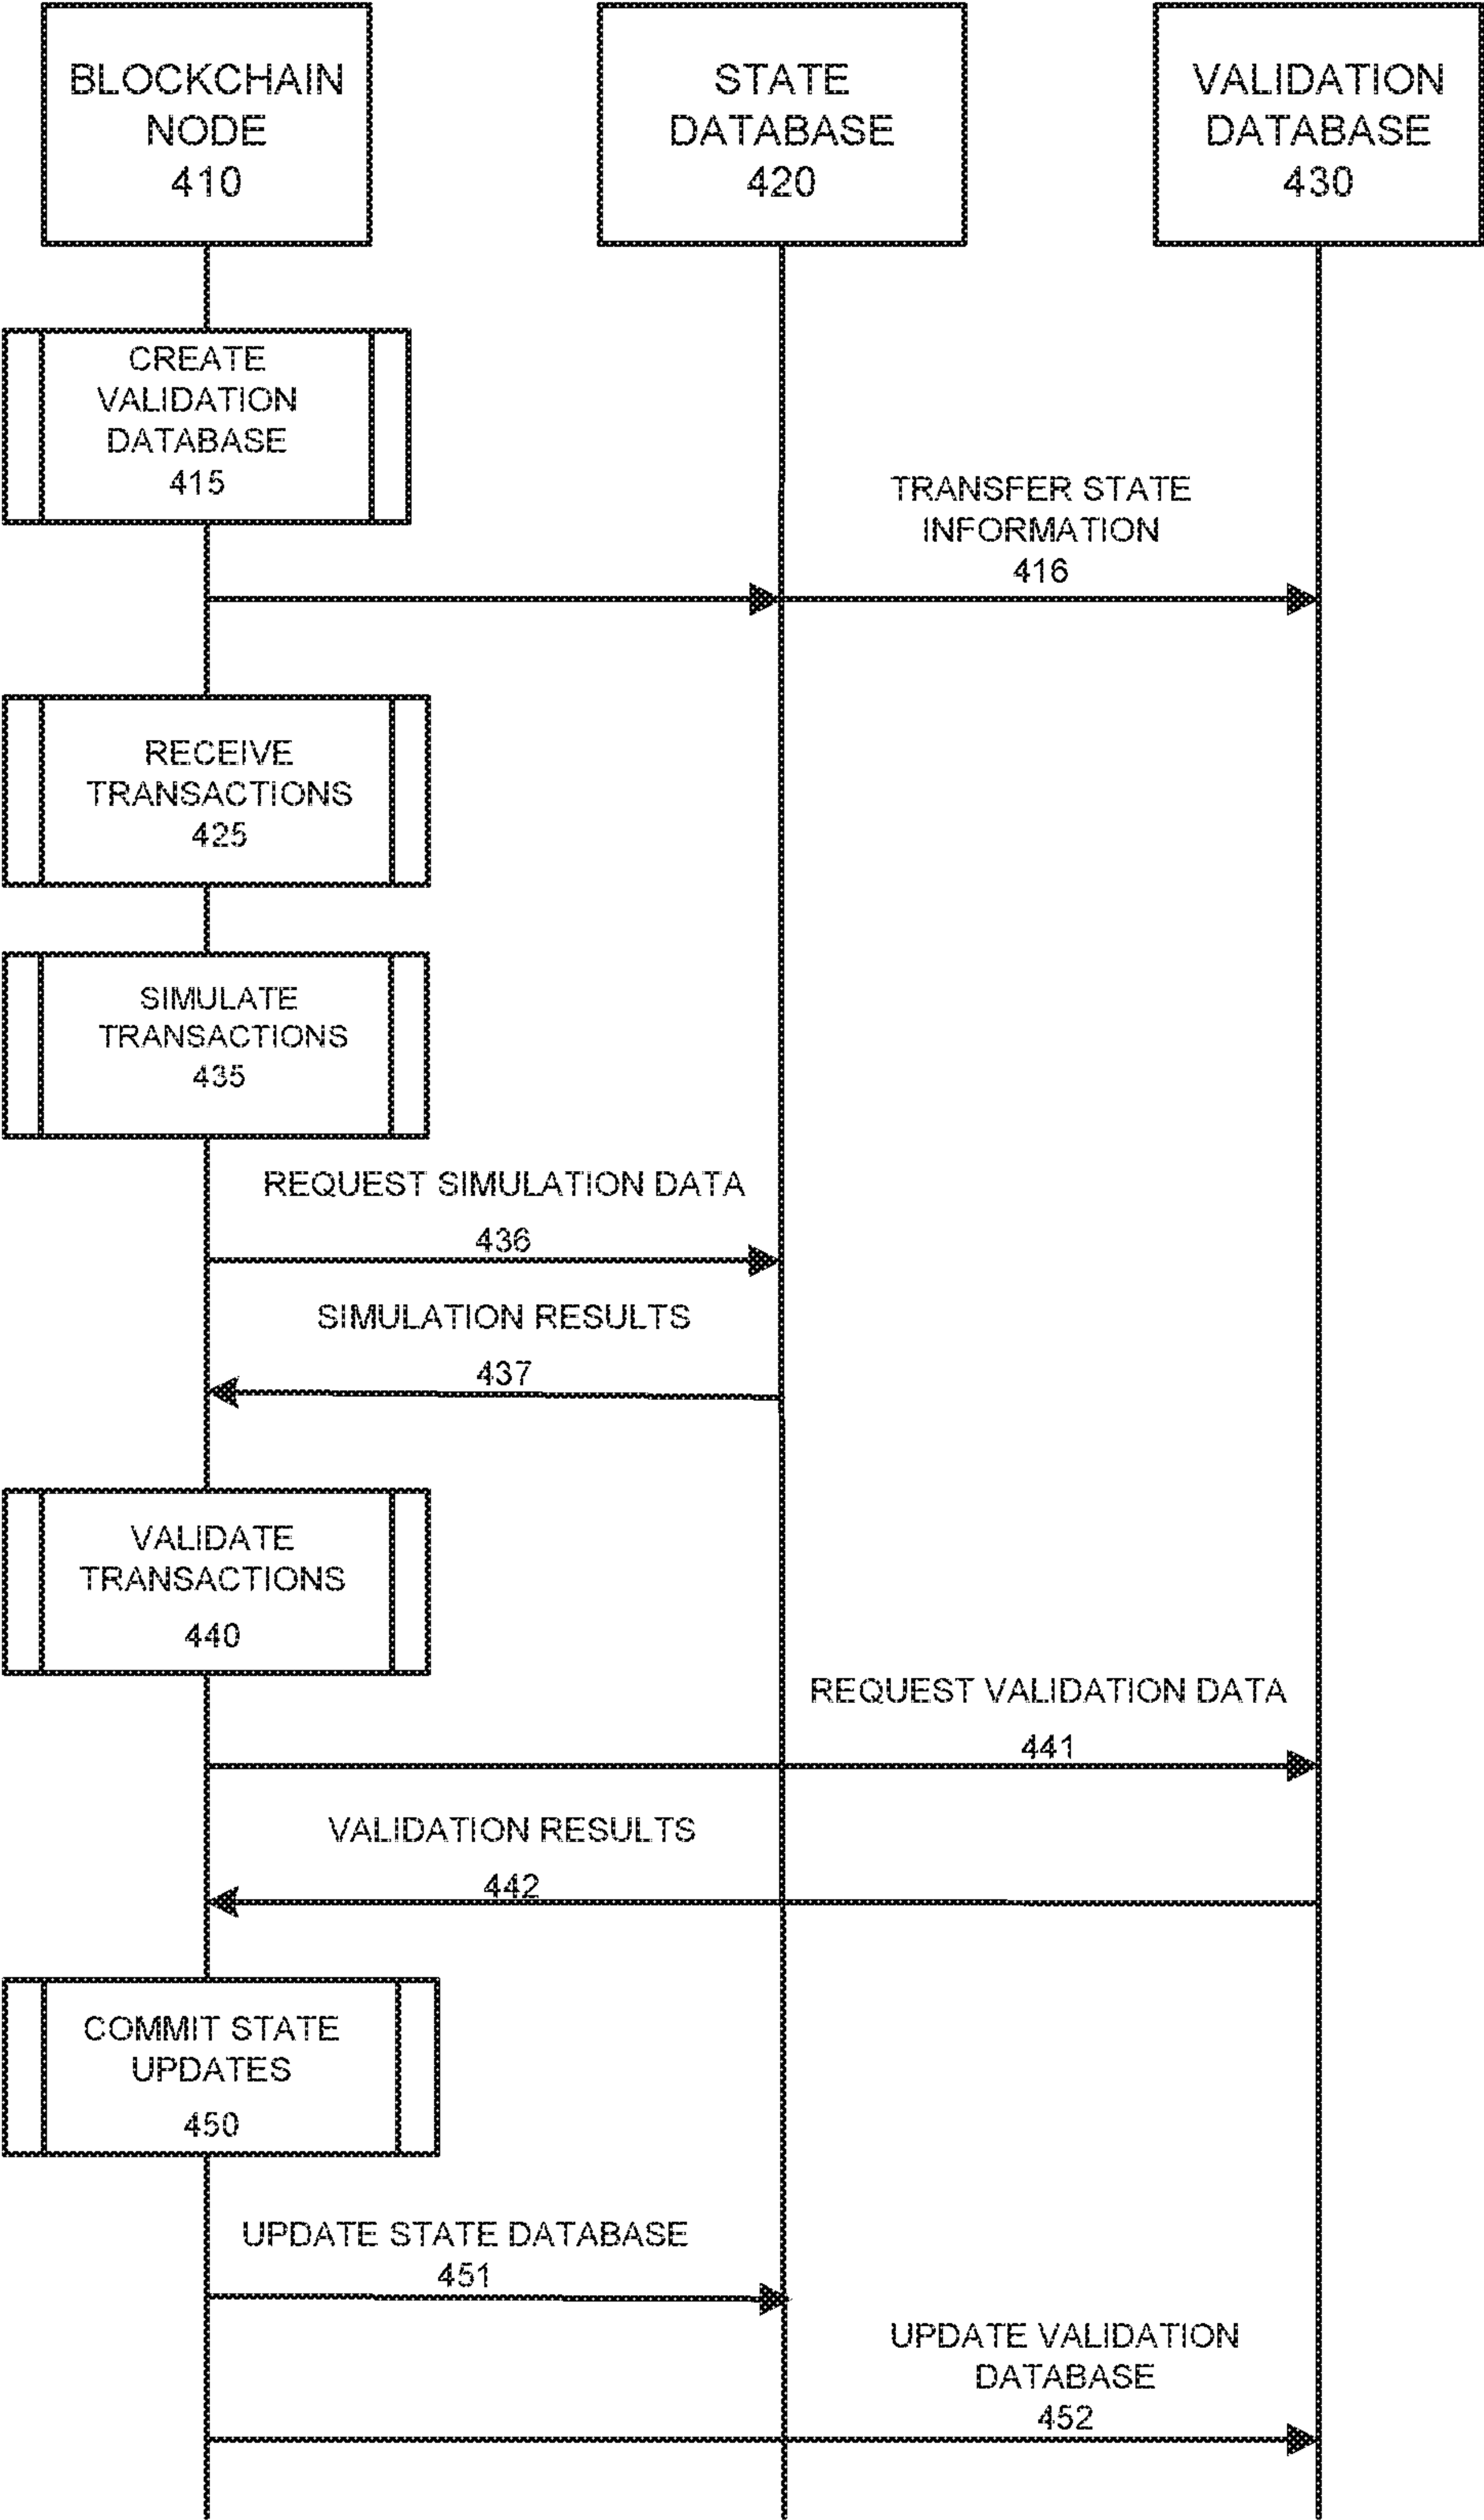 BLOCKCHAIN
NODE
410
STATE
DATABASE
420
VALIDATION
DATABASE
430
CREATE
VALIDATION
DATABASE
415
TRANSFER STATE
INFORMATION
416
RECEIVE
TRANSACTIONS
425
SIMULATE
TRANSACTIONS
435
REQUEST SIMULATION DATA
436
SIMULATION RESULTS
437
VALIDATE
TRANSACTIONS
440
REQUEST VALIDATION DATA
441
VALIDATION RESULTS
442
COMMIT STATE
UPDATES
450
UPDATE STATE DATABASE
451
UPDATE VALIDATION
DATABASE
452